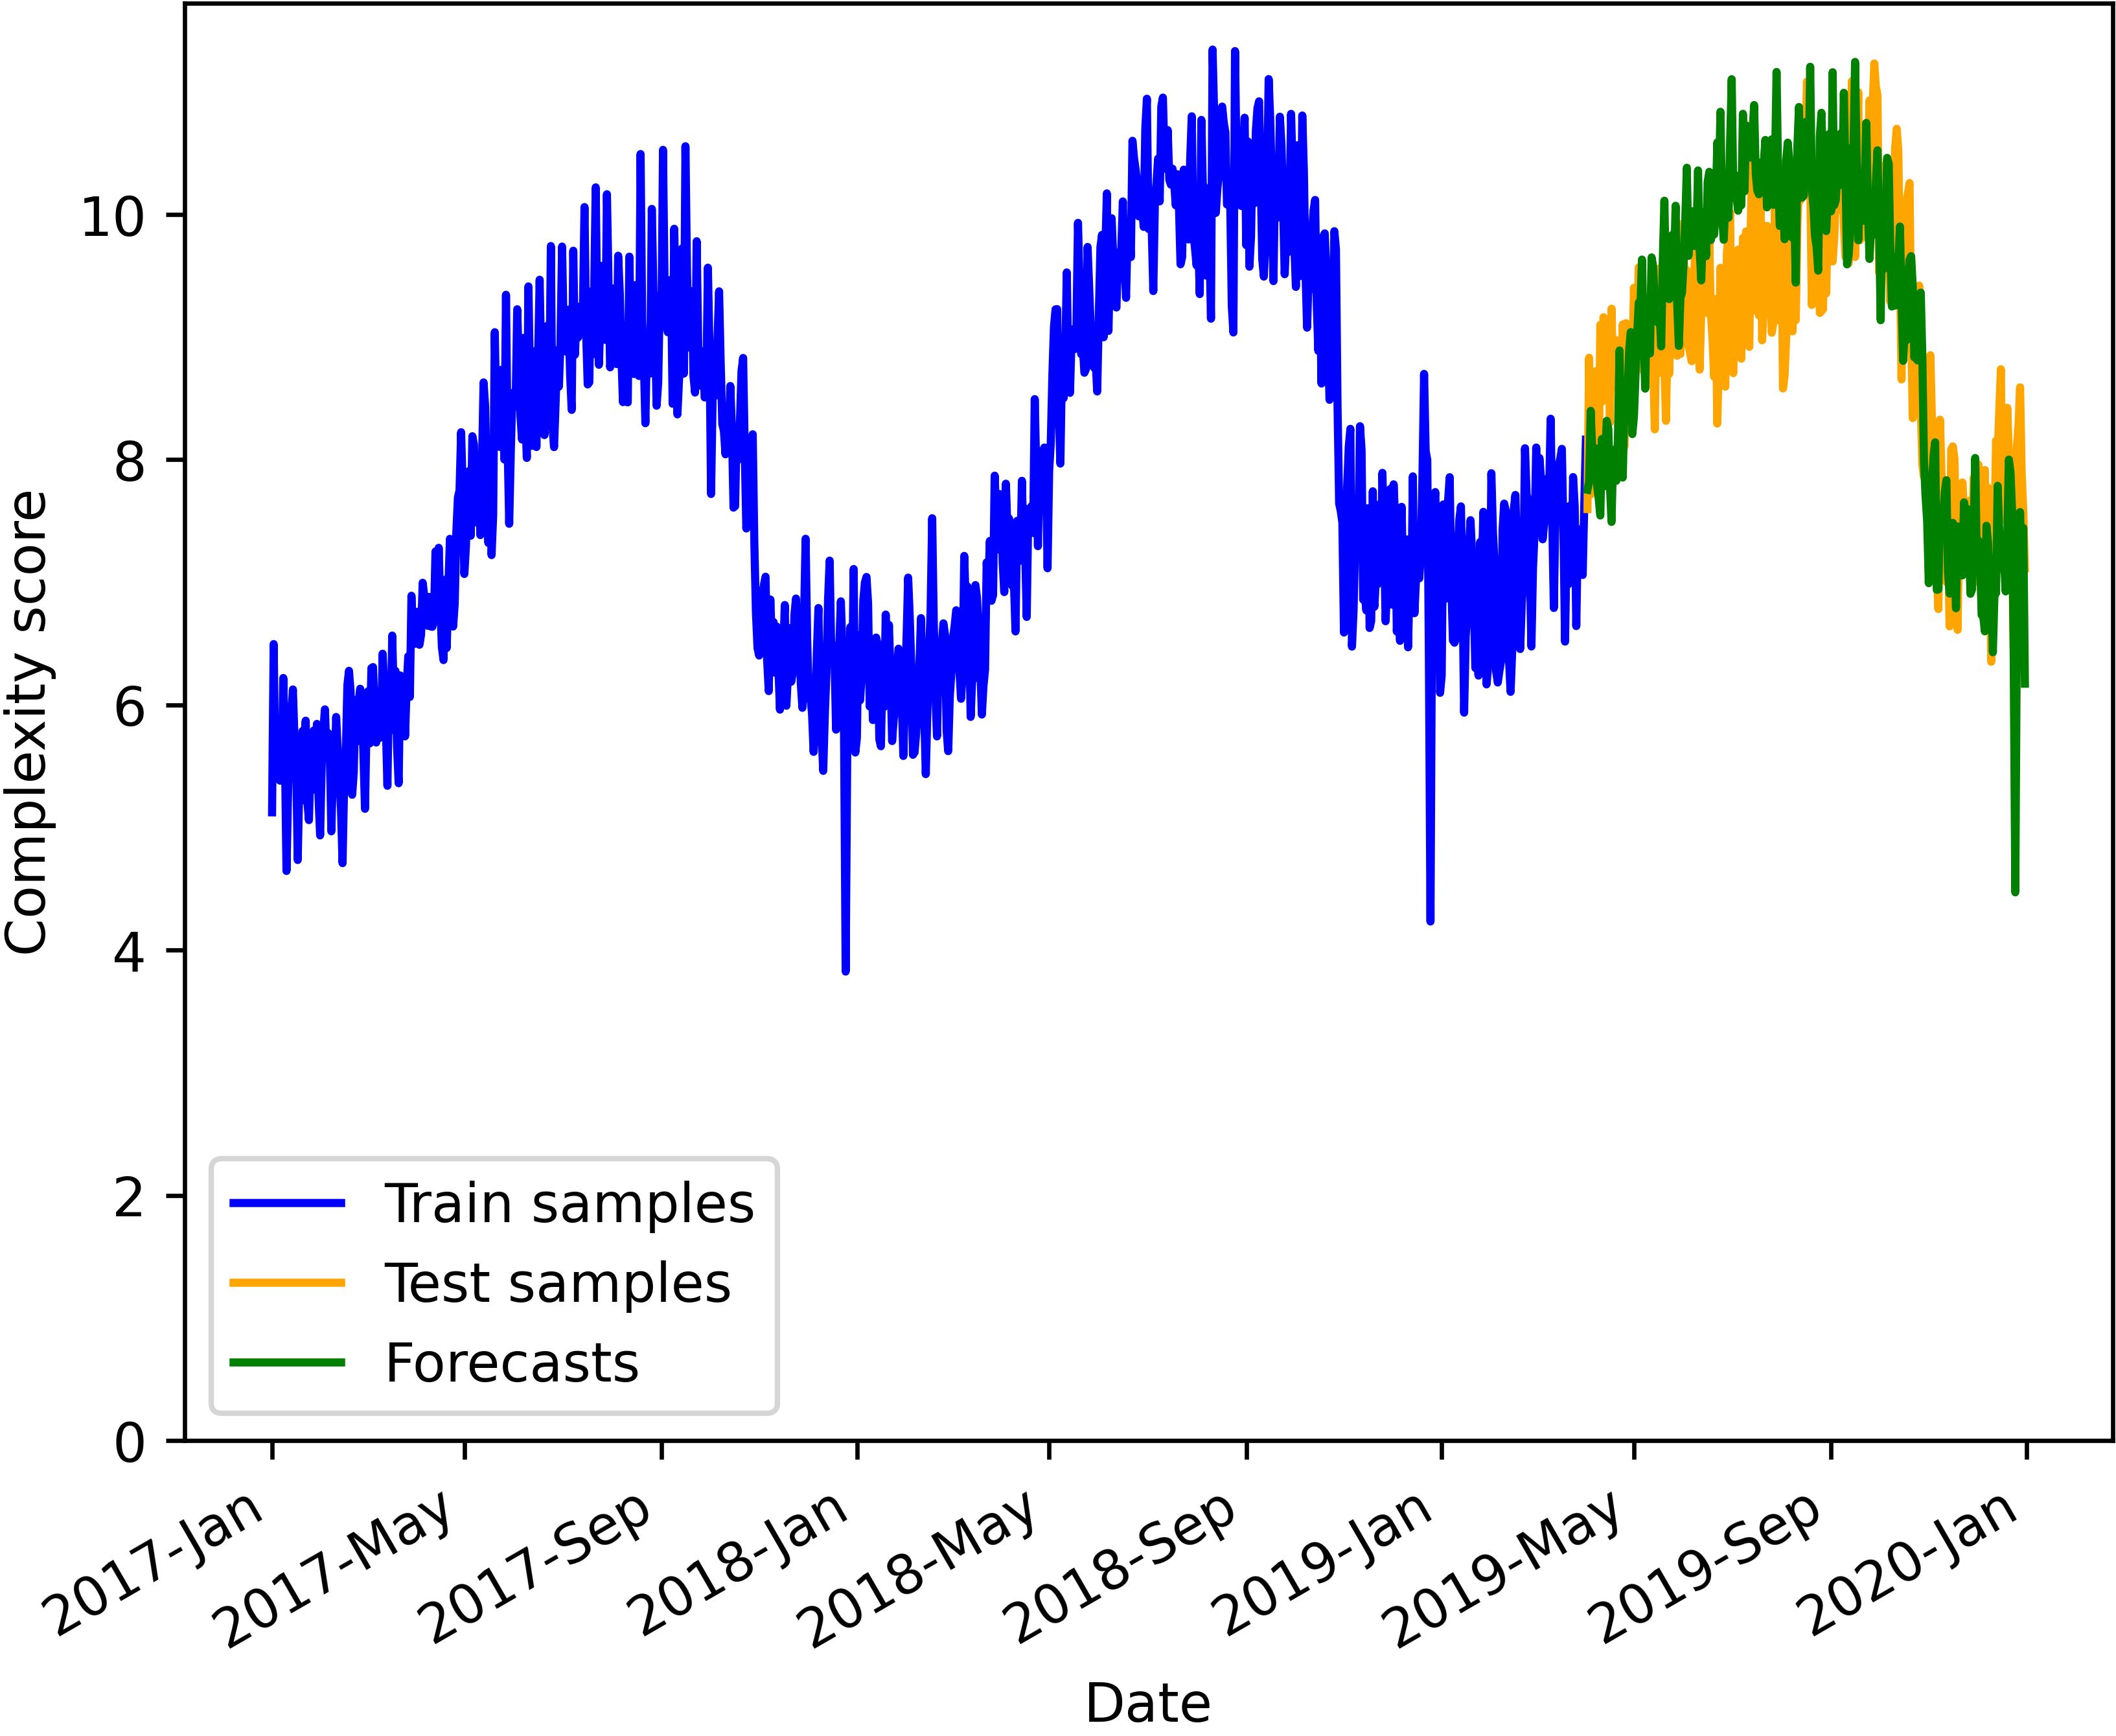 Complexity score
10
8
6
4
2
0
Train samples
Test samples
Forecasts
2017-Jan
2017-May
2017-Sep
2018-Jan
2018-May
2018-Sep
2019-Jan
2019-May
2019-Sep
2020-Jan
Date